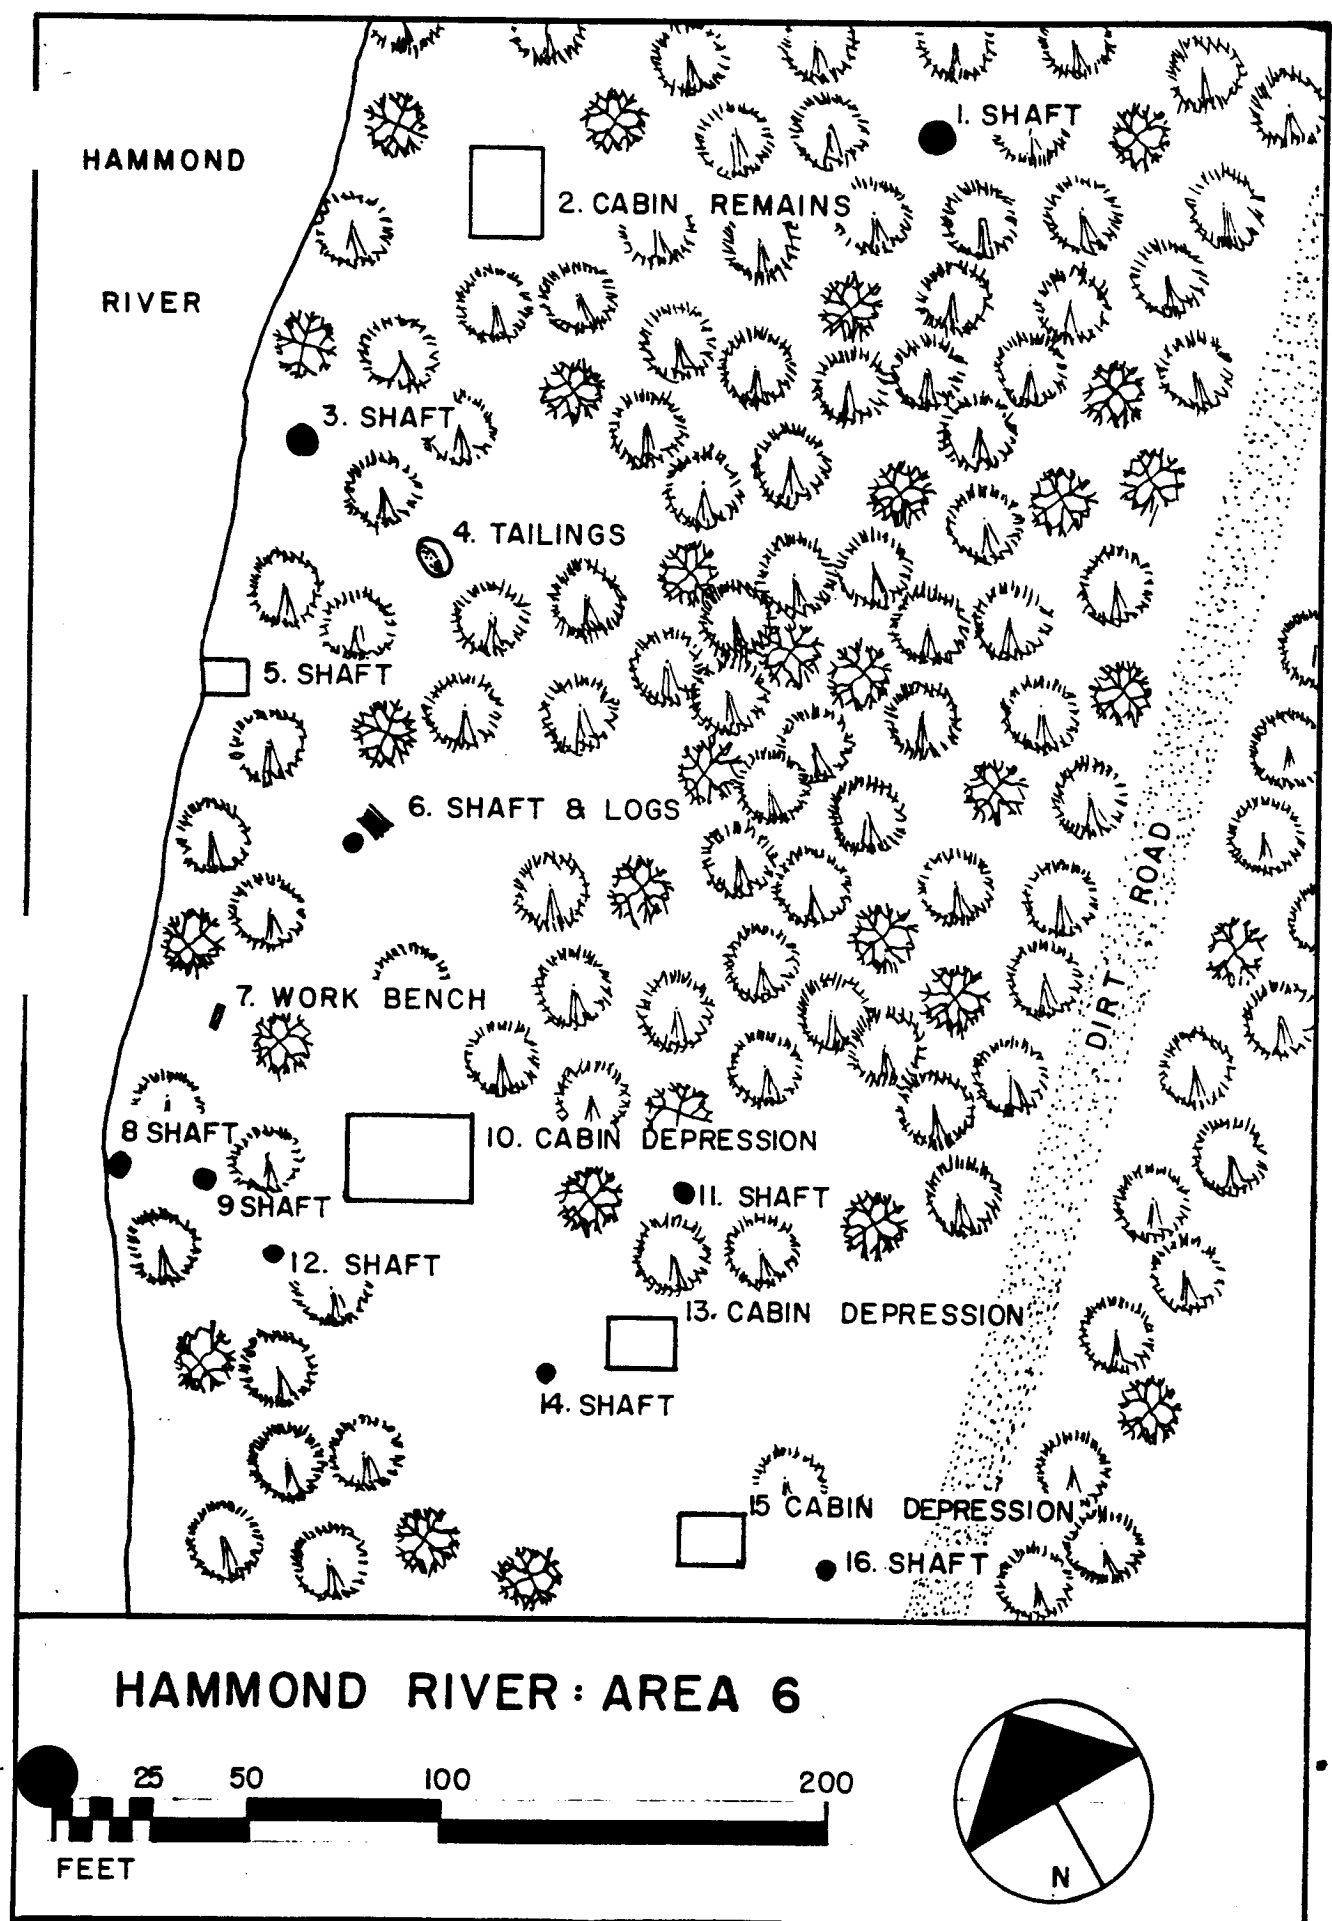 1. SHAFT
HAMMOND
2. CABIN REMAINS
RIVER
3. SHAFT
4. TAILINGS
5. SHAFT
6. SHAFT & LOGS
DIRT ROAD
7. WORK BENCH
8 SHAFT
10. CABIN DEPRESSION
9 SHAFT
11. SHAFT
12. SHAFT
13. CABIN DEPRESSION
14. SHAFT
15 CABIN DEPRESSION
16. SHAFT
HAMMOND RIVER: AREA 6
25 50 100 200
FEET
N